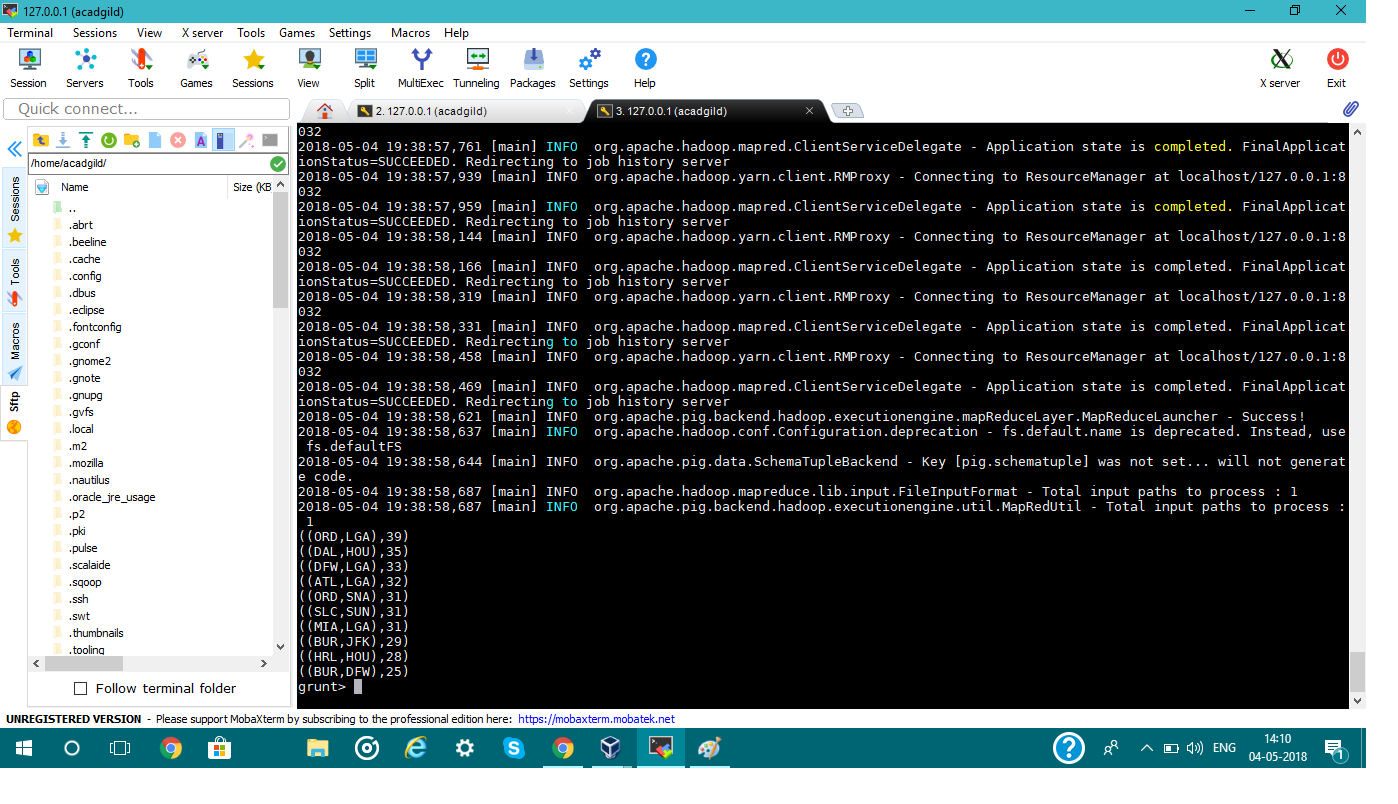 127.0.0.1 (acadgild)
Terminal Sessions View X server Tools Games Settings Macros Help
Session Servers Tools Games Sessions View Split MultiExec Tunneling Packages Settings Help X server Exit
Quick connect...
2. 127.0.0.1 (acadgild)
3. 127.0.0.1 (acadgild)
/home/acadgild/
Name Size (KB
Sessions
Tools
Macros
Sftp
..
.abrt
.beeline
.cache
.config
.dbus
.eclipse
.fontconfig
.gconf
.gnome2
.gnote
.gnupg
.gvfs
.local
.m2
.mozilla
.nautilus
.oracle_jre_usage
.p2
.pki
.pulse
.scalaide
.sqoop
.ssh
.swt
.thumbnails
.tooling
Follow terminal folder
032
2018-05-04 19:38:57,761 [main] INFO  org.apache.hadoop.mapred.ClientServiceDelegate - Application state is completed. FinalApplicat
ionStatus=SUCCEEDED. Redirecting to job history server
2018-05-04 19:38:57,939 [main] INFO  org.apache.hadoop.yarn.client.RMProxy - Connecting to ResourceManager at localhost/127.0.0.1:8
032
2018-05-04 19:38:57,959 [main] INFO  org.apache.hadoop.mapred.ClientServiceDelegate - Application state is completed. FinalApplicat
ionStatus=SUCCEEDED. Redirecting to job history server
2018-05-04 19:38:58,144 [main] INFO  org.apache.hadoop.yarn.client.RMProxy - Connecting to ResourceManager at localhost/127.0.0.1:8
032
2018-05-04 19:38:58,166 [main] INFO  org.apache.hadoop.mapred.ClientServiceDelegate - Application state is completed. FinalApplicat
ionStatus=SUCCEEDED. Redirecting to job history server
2018-05-04 19:38:58,319 [main] INFO  org.apache.hadoop.yarn.client.RMProxy - Connecting to ResourceManager at localhost/127.0.0.1:8
032
2018-05-04 19:38:58,331 [main] INFO  org.apache.hadoop.mapred.ClientServiceDelegate - Application state is completed. FinalApplicat
ionStatus=SUCCEEDED. Redirecting to job history server
2018-05-04 19:38:58,458 [main] INFO  org.apache.hadoop.yarn.client.RMProxy - Connecting to ResourceManager at localhost/127.0.0.1:8
032
2018-05-04 19:38:58,469 [main] INFO  org.apache.hadoop.mapred.ClientServiceDelegate - Application state is completed. FinalApplicat
ionStatus=SUCCEEDED. Redirecting to job history server
2018-05-04 19:38:58,621 [main] INFO  org.apache.pig.backend.hadoop.executionengine.mapReduceLayer.MapReduceLauncher - Success!
2018-05-04 19:38:58,637 [main] INFO  org.apache.hadoop.conf.Configuration.deprecation - fs.default.name is deprecated. Instead, use
 fs.defaultFS
2018-05-04 19:38:58,644 [main] INFO  org.apache.pig.data.SchemaTupleBackend - Key [pig.schematuple] was not set... will not generat
e code.
2018-05-04 19:38:58,687 [main] INFO  org.apache.hadoop.mapreduce.lib.input.FileInputFormat - Total input paths to process : 1
2018-05-04 19:38:58,687 [main] INFO  org.apache.pig.backend.hadoop.executionengine.util.MapRedUtil - Total input paths to process :
 1
((ORD,LGA),39)
((DAL,HOU),35)
((DFW,LGA),33)
((ATL,LGA),32)
((ORD,SNA),31)
((SLC,SUN),31)
((MIA,LGA),31)
((BUR,JFK),29)
((HRL,HOU),28)
((BUR,DFW),25)
grunt>
UNREGISTERED VERSION - Please support MobaXterm by subscribing to the professional edition here: https://mobaxterm.mobatek.net
ENG
14:10
04-05-2018
1